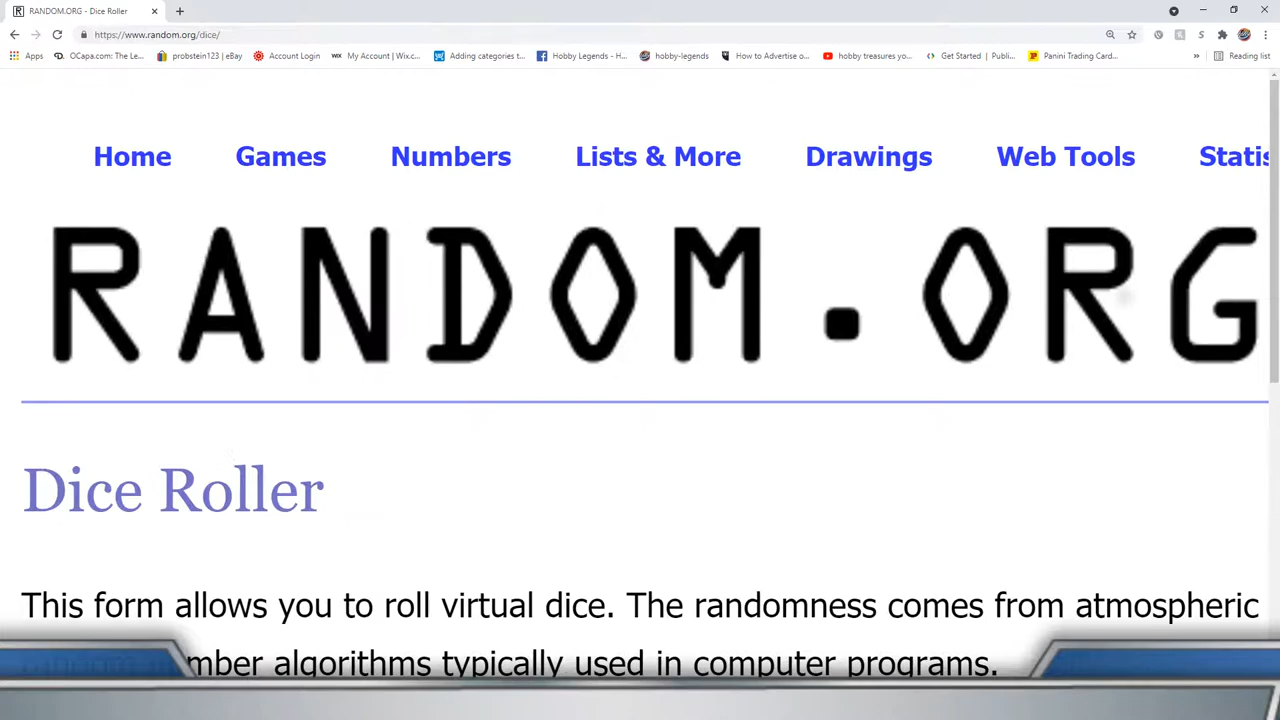 RANDOM.ORG - Dice Roller
https://www.random.org/dice/
Apps OCapa.com: The Le... probstein123 | eBay Account Login My Account | Wix.c... Adding categories t... Facebook | Hobby Legends - H... hobby-legends How to Advertise o... hobby treasures yo... Get Started | Publi... Panini Trading Card... » Reading list
Home Games Numbers Lists & More Drawings Web Tools Statis
RANDOM.ORG
Dice Roller
This form allows you to roll virtual dice. The randomness comes from atmospheric
mber algorithms typically used in computer programs.